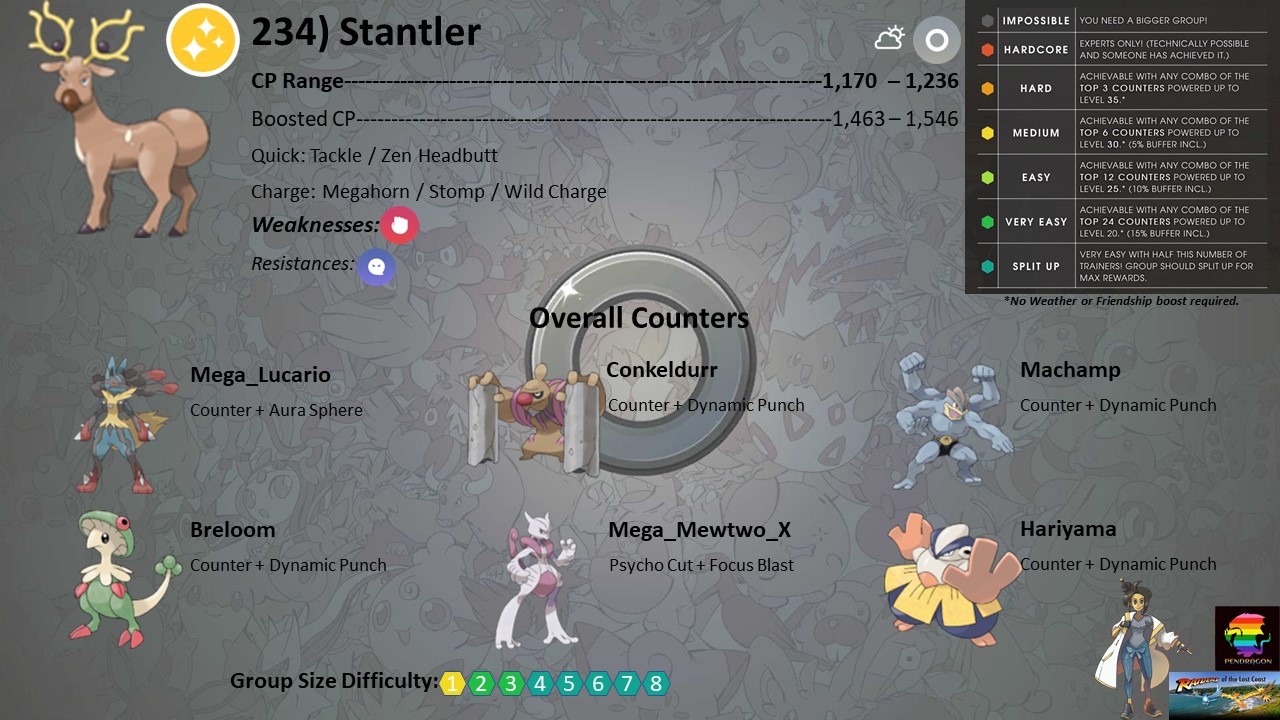 234) Stantler
CP Range----------------------------------------------------------------------1,170 – 1,236
Boosted CP--------------------------------------------------------------------1,463 – 1,546
Quick: Tackle / Zen Headbutt
Charge: Megahorn / Stomp / Wild Charge
Weaknesses:
Resistances:
IMPOSSIBLE YOU NEED A BIGGER GROUP!
HARDCORE EXPERTS ONLY! (TECHNICALLY POSSIBLE
AND SOMEONE HAS ACHIEVED IT.)
HARD ACHIEVABLE WITH ANY COMBO OF THE
TOP 3 COUNTERS POWERED UP TO
LEVEL 35.*
MEDIUM ACHIEVABLE WITH ANY COMBO OF THE
TOP 6 COUNTERS POWERED UP TO
LEVEL 30.* (5% BUFFER INCL.)
EASY ACHIEVABLE WITH ANY COMBO OF THE
TOP 12 COUNTERS POWERED UP TO
LEVEL 25.* (10% BUFFER INCL.)
VERY EASY ACHIEVABLE WITH ANY COMBO OF THE
TOP 24 COUNTERS POWERED UP TO
LEVEL 20.* (15% BUFFER INCL.)
SPLIT UP VERY EASY WITH HALF THIS NUMBER OF
TRAINERS! GROUP SHOULD SPLIT UP FOR
MAX REWARDS.
*No Weather or Friendship boost required.
Overall Counters
Mega_Lucario
Counter + Aura Sphere
Conkeldurr
Counter + Dynamic Punch
Machamp
Counter + Dynamic Punch
Breloom
Counter + Dynamic Punch
Mega_Mewtwo_X
Psycho Cut + Focus Blast
Hariyama
Counter + Dynamic Punch
Group Size Difficulty: 1 2 3 4 5 6 7 8
PENDRAGON
RAIDERS of the Lost Coast